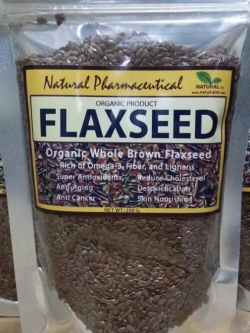 Natural Pharmaceutical
NATURAL
ORGANIC PRODUCT
FLAXSEED
Organic Whole Brown Flaxseed
Rich of Omega-3, Fiber, and Lignans
Super Antioxidants, Reduce Cholesterol
Anti Aging Detoxification
Anti Cancer Skin Nourishing